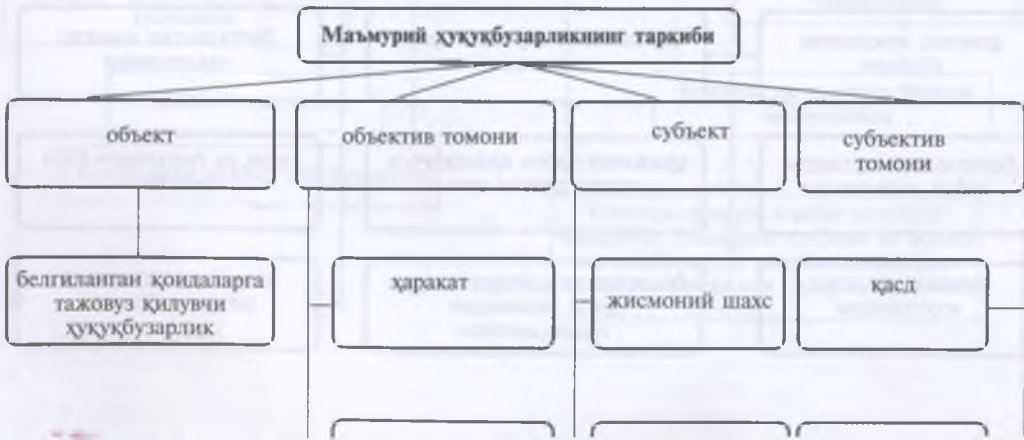 Маъмурий ҳуқуқбузарликнинг таркиби
объект
объектив томони
субъект
субъектив
томони
белгиланган қоидаларга
тажовуз қилувчи
ҳуқуқбузарлик
ҳаракат
жисмоний шахс
қасд